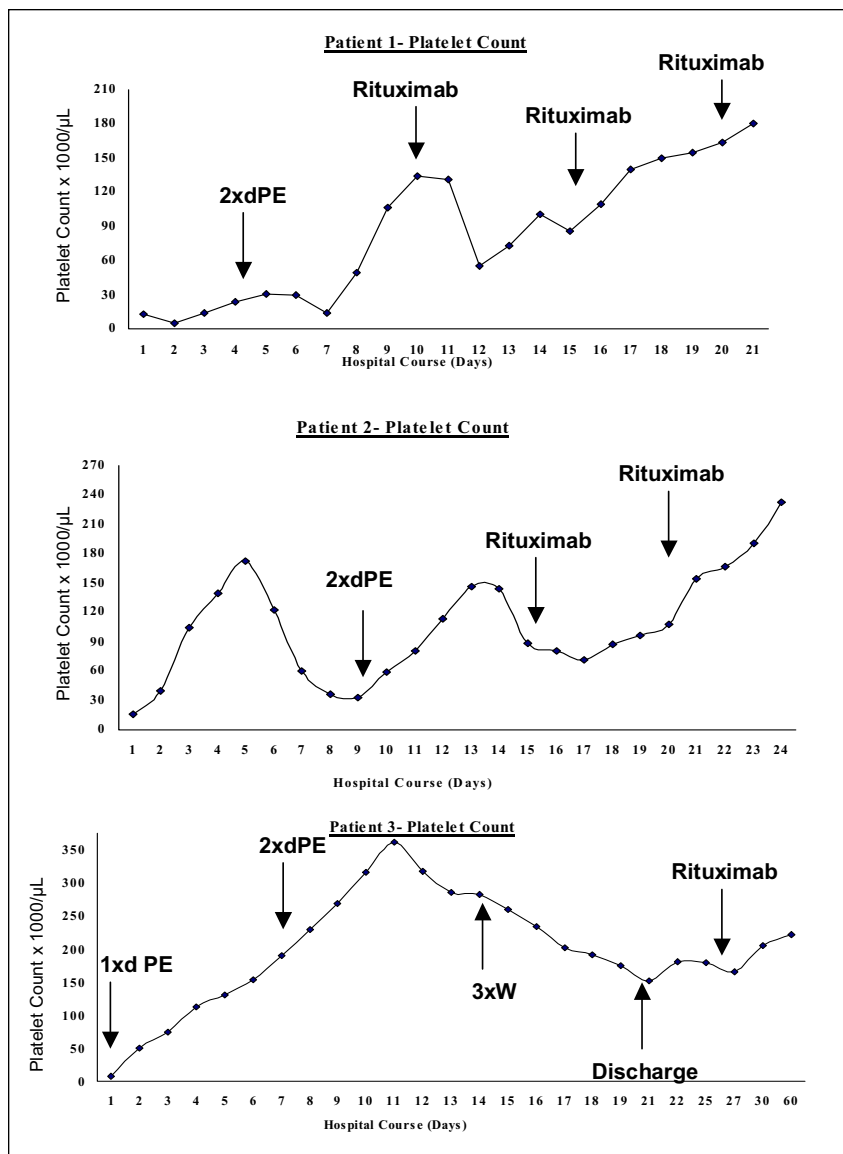 Patient 1- Platelet Count
Rituximab
Rituximab
Rituximab
2xdPE
Platelet Count x 1000/µL
210
180
150
120
90
60
30
0
1 2 3 4 5 6 7 8 9 10 11 12 13 14 15 16 17 18 19 20 21
Hospital Course (Days)
Patient 2- Platelet Count
Rituximab
Rituximab
2xdPE
Platelet Count x 1000/µL
270
240
210
180
150
120
90
60
30
0
1 2 3 4 5 6 7 8 9 10 11 12 13 14 15 16 17 18 19 20 21 22 23 24
Hospital Course (Days)
Patient 3- Platelet Count
2xdPE
Rituximab
1xd PE
3xW
Discharge
Platelet Count x 1000/µL
350
300
250
200
150
100
50
0
1 2 3 4 5 6 7 8 9 10 11 12 13 14 15 16 17 18 19 21 22 25 27 30 60
Hospital Course (Days)